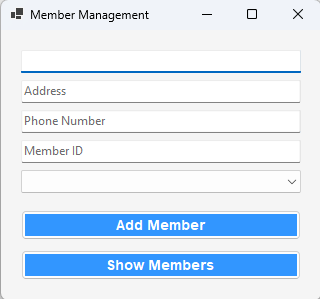 Member Management
Address
Phone Number
Member ID
Add Member
Show Members